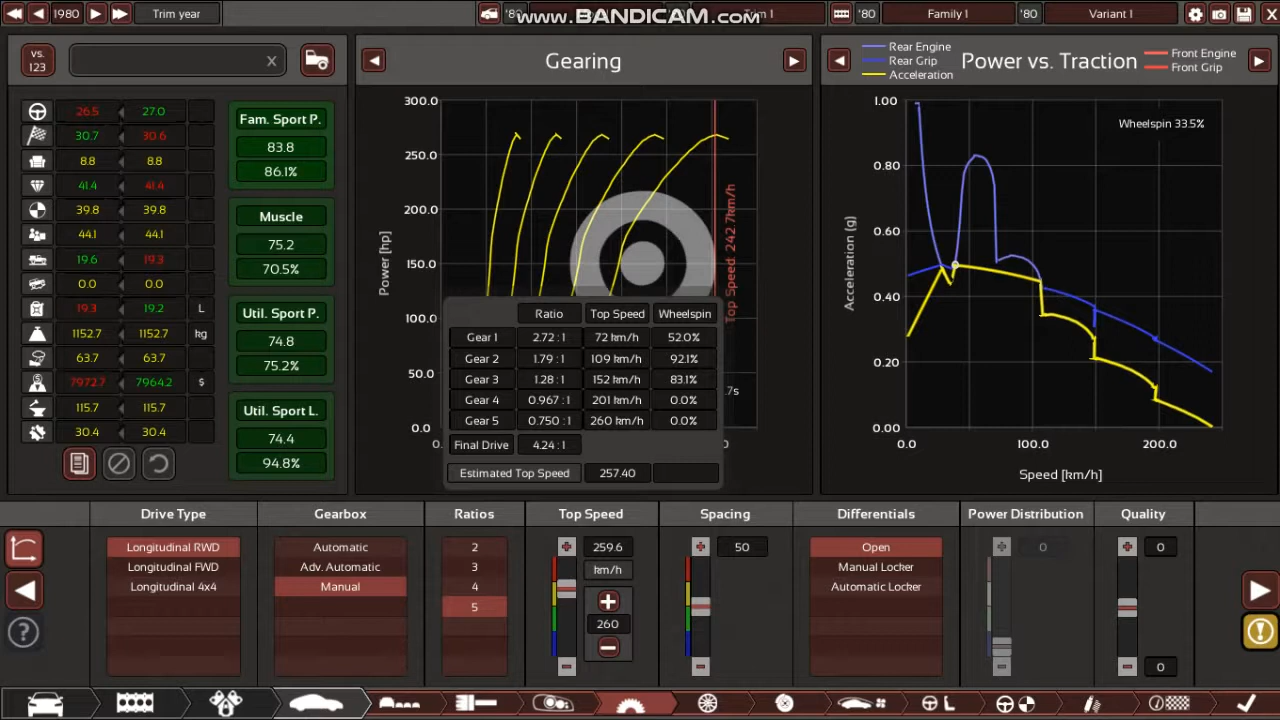 1980 Trim year '80 www.BANDICAM.com Trim 1 '80 Family 1 '80 Variant 1
VS. 123 x
Gearing
Rear Engine
Rear Grip
Acceleration
Power vs. Traction
Front Engine
Front Grip
26.5 27.0
30.7 30.6
8.8 8.8
41.4 41.4
39.8 39.8
44.1 44.1
19.6 19.3
0.0 0.0
19.3 19.2 L
1152.7 1152.7 kg
63.7 63.7
7972.7 7964.2 $
115.7 115.7
30.4 30.4
Fam. Sport P.
83.8
86.1%
Muscle
75.2
70.5%
Util. Sport P.
74.8
75.2%
Util. Sport L.
74.4
94.8%
Power [hp]
300.0
250.0
200.0
150.0
100.0
50.0
0.0
Top Speed: 242.7km/h
.7s
Ratio Top Speed Wheelspin
Gear 1 2.72 : 1 72 km/h 52.0%
Gear 2 1.79 : 1 109 km/h 92.1%
Gear 3 1.28 : 1 152 km/h 83.1%
Gear 4 0.967 : 1 201 km/h 0.0%
Gear 5 0.750 : 1 260 km/h 0.0%
Final Drive 4.24 : 1
Estimated Top Speed 257.40
Wheelspin 33.5%
Acceleration (g)
1.00
0.80
0.60
0.40
0.20
0.00
0.0 100.0 200.0
Speed [km/h]
Drive Type Gearbox Ratios Top Speed Spacing Differentials Power Distribution Quality
Longitudinal RWD
Longitudinal FWD
Longitudinal 4x4
Automatic
Adv. Automatic
Manual
2
3
4
5
259.6
km/h
260
50
Open
Manual Locker
Automatic Locker
0
0
0